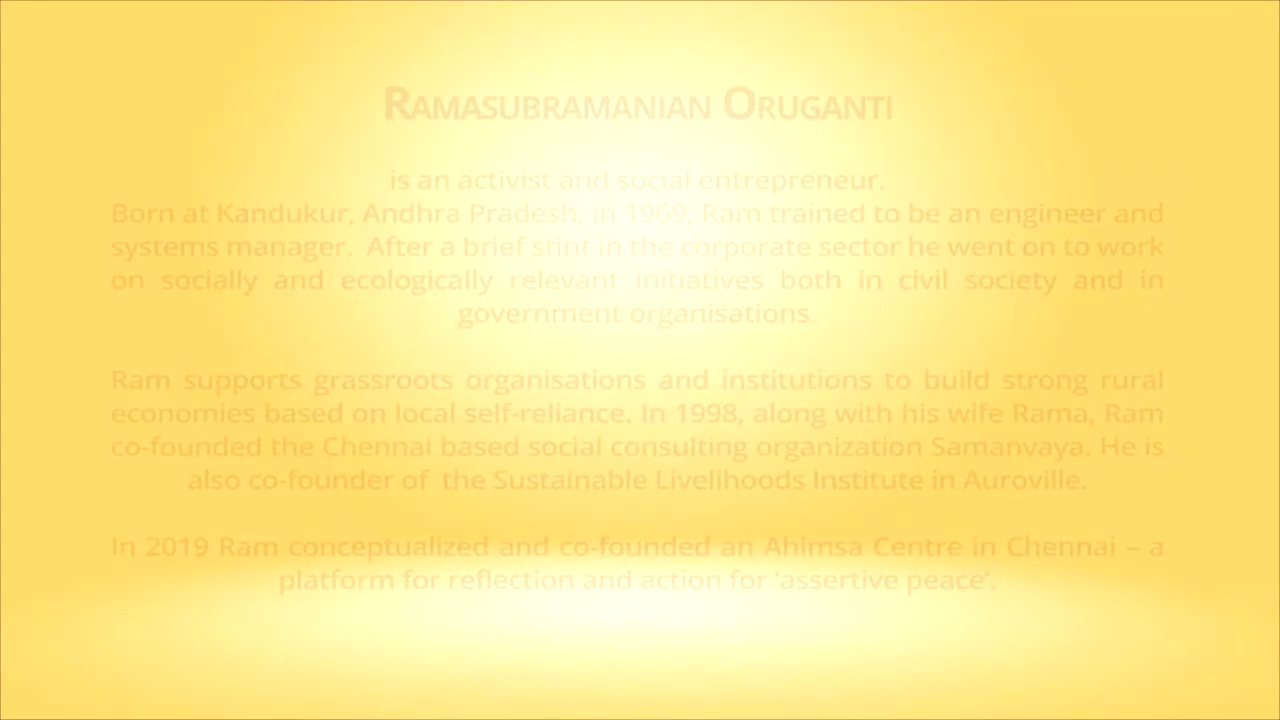 Ramasubramanian Oruganti
is an activist and social entrepreneur.
Born at Kandukur, Andhra Pradesh, in 1969, Ram trained to be an engineer and
systems manager. After a brief stint in the corporate sector he went on to work
on socially and ecologically relevant initiatives both in civil society and in
government organisations.
Ram supports grassroots organisations and institutions to build strong rural
economies based on local self-reliance. In 1998, along with his wife Rama, Ram
co-founded the Chennai based social consulting organization Samanvaya. He is
also co-founder of the Sustainable Livelihoods Institute in Auroville.
In 2019 Ram conceptualized and co-founded an Ahimsa Centre in Chennai – a
platform for reflection and action for ‘assertive peace’.